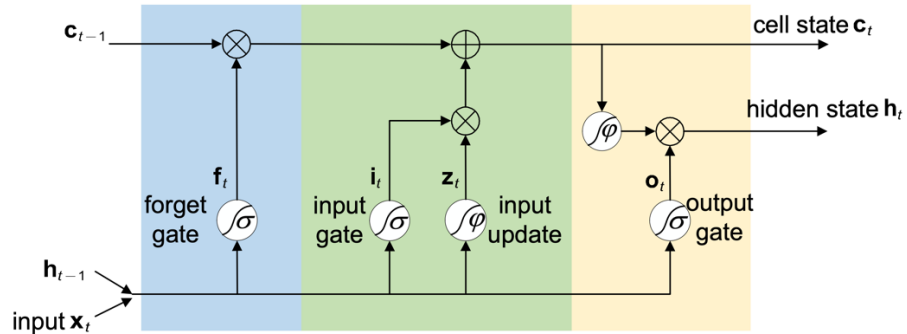 c_{t−1}
cell state c_t
φ
hidden state h_t
f_t
i_t
z_t
o_t
forget gate
σ
input gate
σ
φ
input update
σ
output gate
h_{t−1}
input x_t